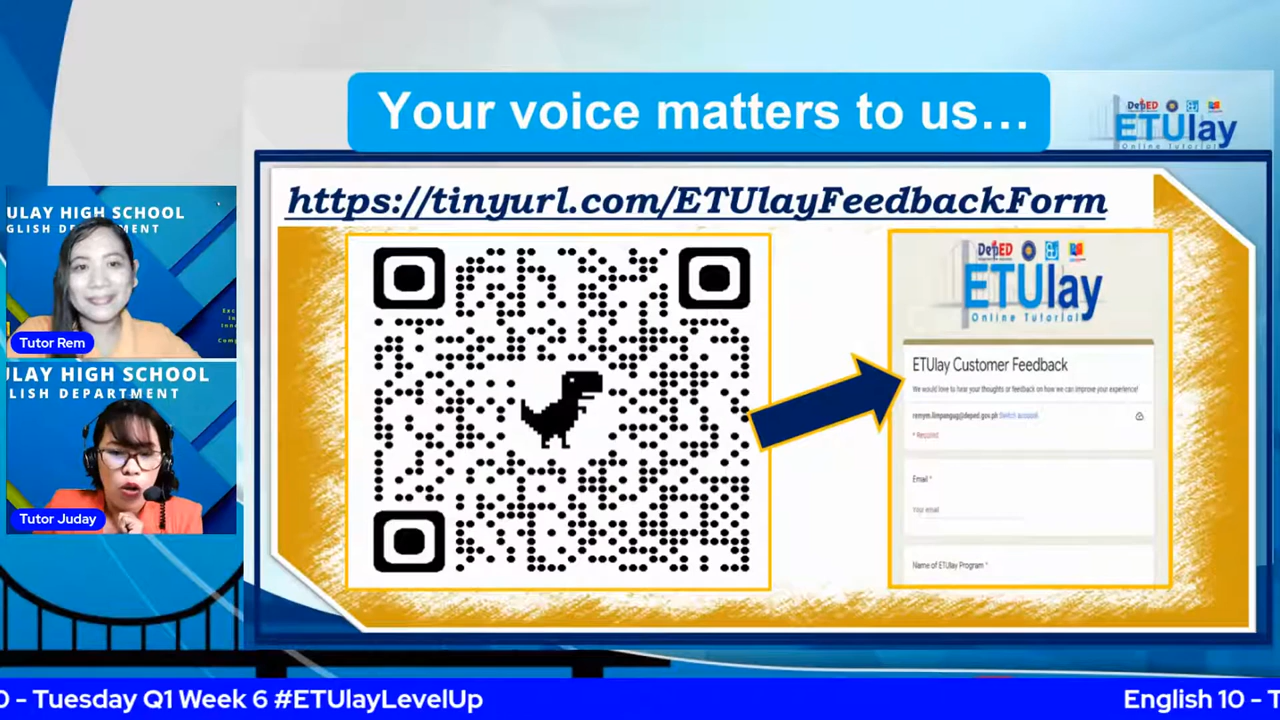 Your voice matters to us...
DepED
ETUlay
Online Tutorial
https://tinyurl.com/ETUlayFeedbackForm
ULAY HIGH SCHOOL
GLISH DEPARTMENT
Tutor Rem
ULAY HIGH SCHOOL
LISH DEPARTMENT
Tutor Juday
DepED
ETUlay
Online Tutorial
ETUlay Customer Feedback
We would love to hear your thoughts or feedback on how we can improve your experience!
Switch account
* Required
Email *
Your email
Name of ETUlay Program *
0 - Tuesday Q1 Week 6 #ETUlayLevelUp
English 10 - T